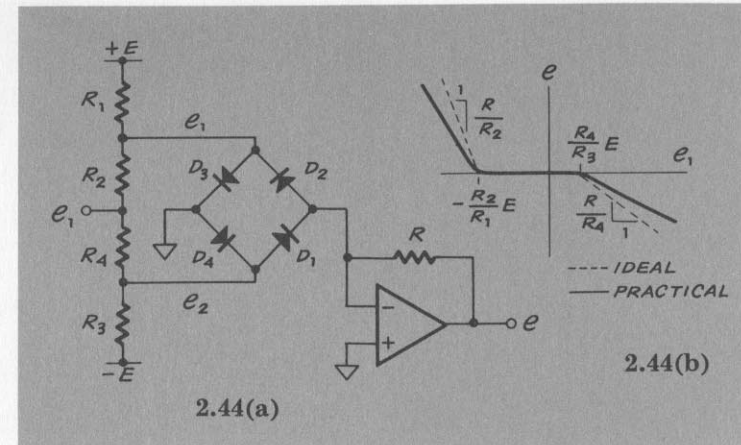 +E
R1
e1
R2
D3
D2
e1
R4
D4
D1
R
e2
R3
−
+
e
−E
2.44(a)
e
1
R
R2
R4
R3
E
e1
− R2
R1
E
R
R4
1
IDEAL
PRACTICAL
2.44(b)